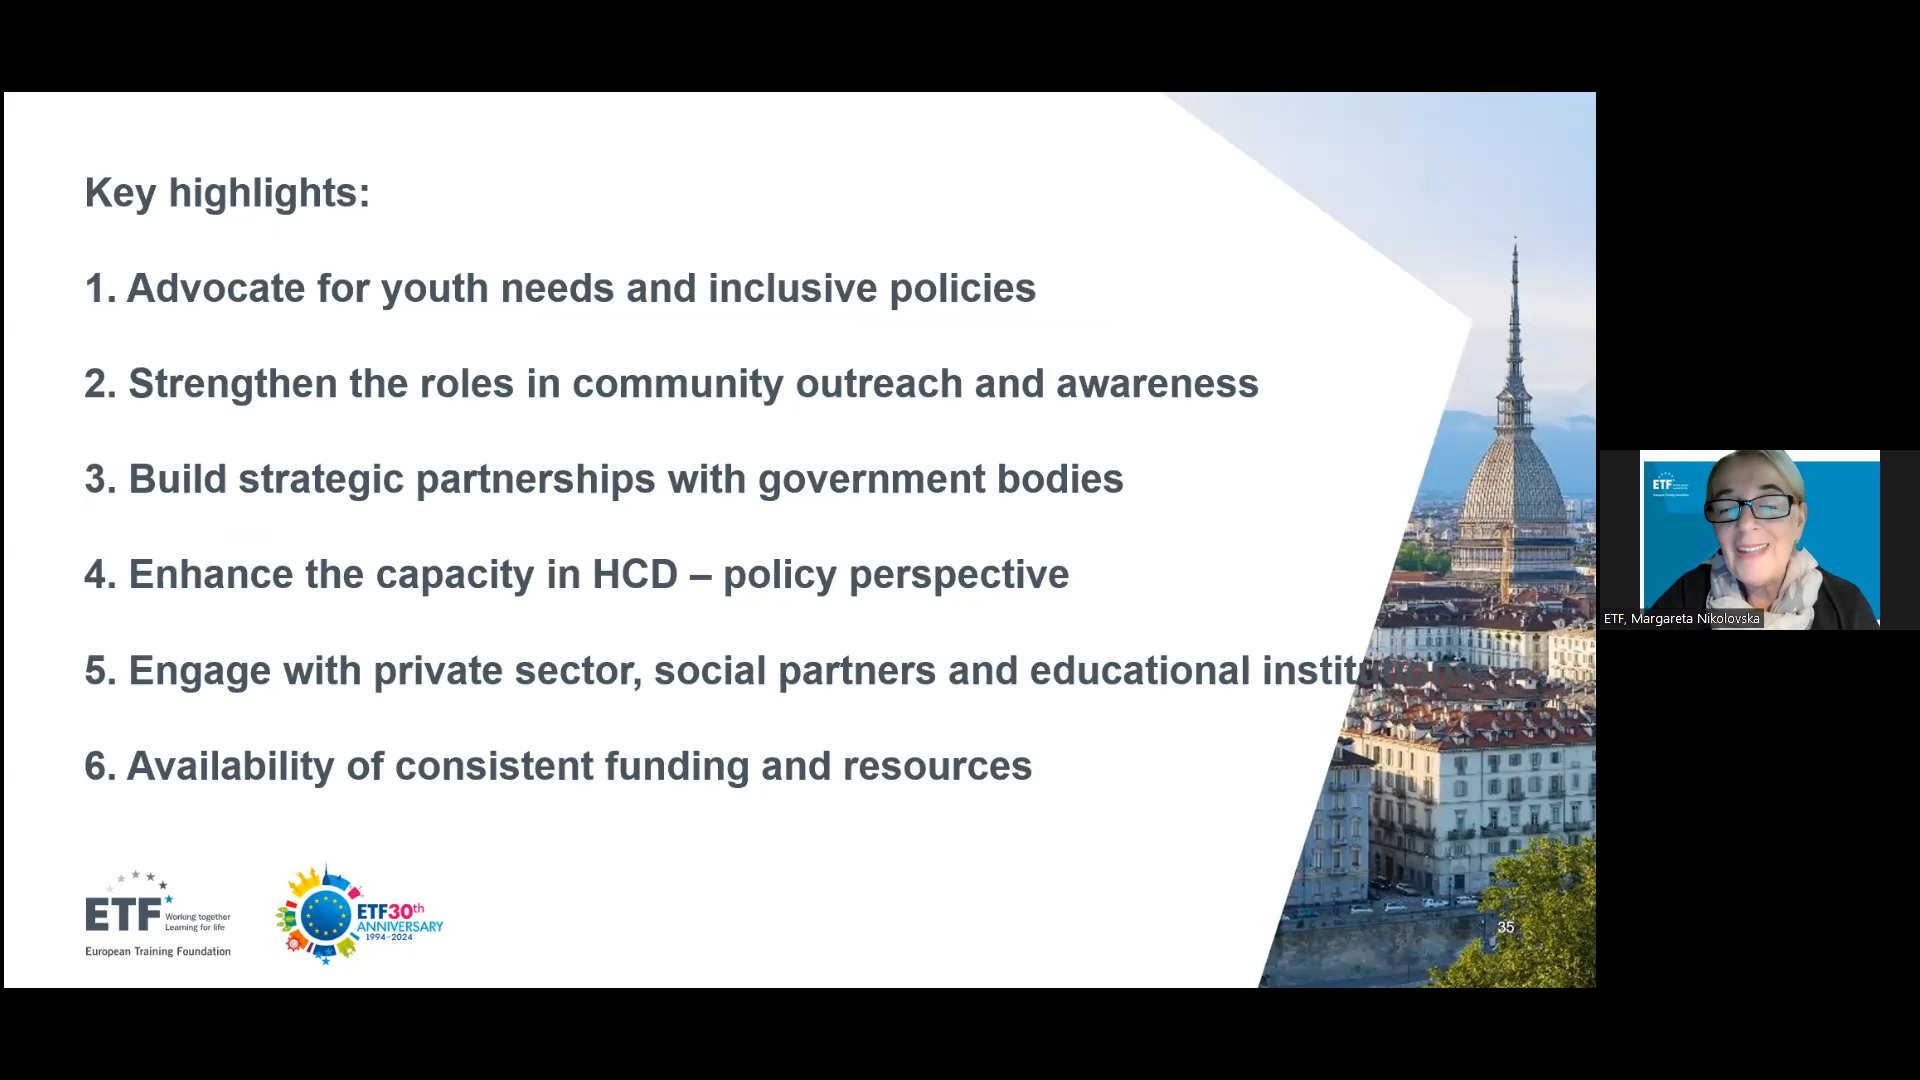 Key highlights:
1. Advocate for youth needs and inclusive policies
2. Strengthen the roles in community outreach and awareness
3. Build strategic partnerships with government bodies
4. Enhance the capacity in HCD – policy perspective
5. Engage with private sector, social partners and educational institutions
6. Availability of consistent funding and resources
ETF
Working together
Learning for life
European Training Foundation
ETF30th
ANNIVERSARY
1994-2024
35
ETF
ETF, Margareta Nikolovska